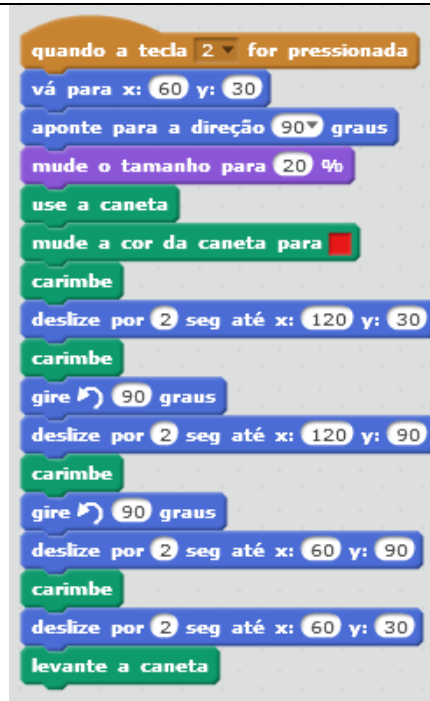 quando a tecla 2 for pressionada
vá para x: 60 y: 30
aponte para a direção 90 graus
mude o tamanho para 20 %
use a caneta
mude a cor da caneta para
carimbe
deslize por 2 seg até x: 120 y: 30
carimbe
gire 90 graus
deslize por 2 seg até x: 120 y: 90
carimbe
gire 90 graus
deslize por 2 seg até x: 60 y: 90
carimbe
deslize por 2 seg até x: 60 y: 30
levante a caneta